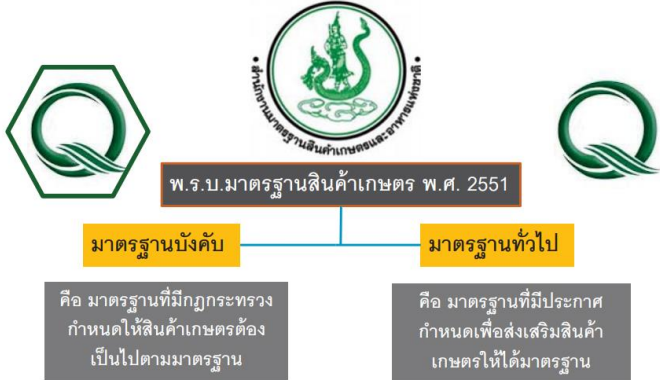 สำนักงานมาตรฐานสินค้าเกษตรและอาหารแห่งชาติ
พ.ร.บ.มาตรฐานสินค้าเกษตร พ.ศ. 2551
มาตรฐานบังคับ
มาตรฐานทั่วไป
คือ มาตรฐานที่มีกฎกระทรวง
กำหนดให้สินค้าเกษตรต้อง
เป็นไปตามมาตรฐาน
คือ มาตรฐานที่มีประกาศ
กำหนดเพื่อส่งเสริมสินค้า
เกษตรให้ได้มาตรฐาน